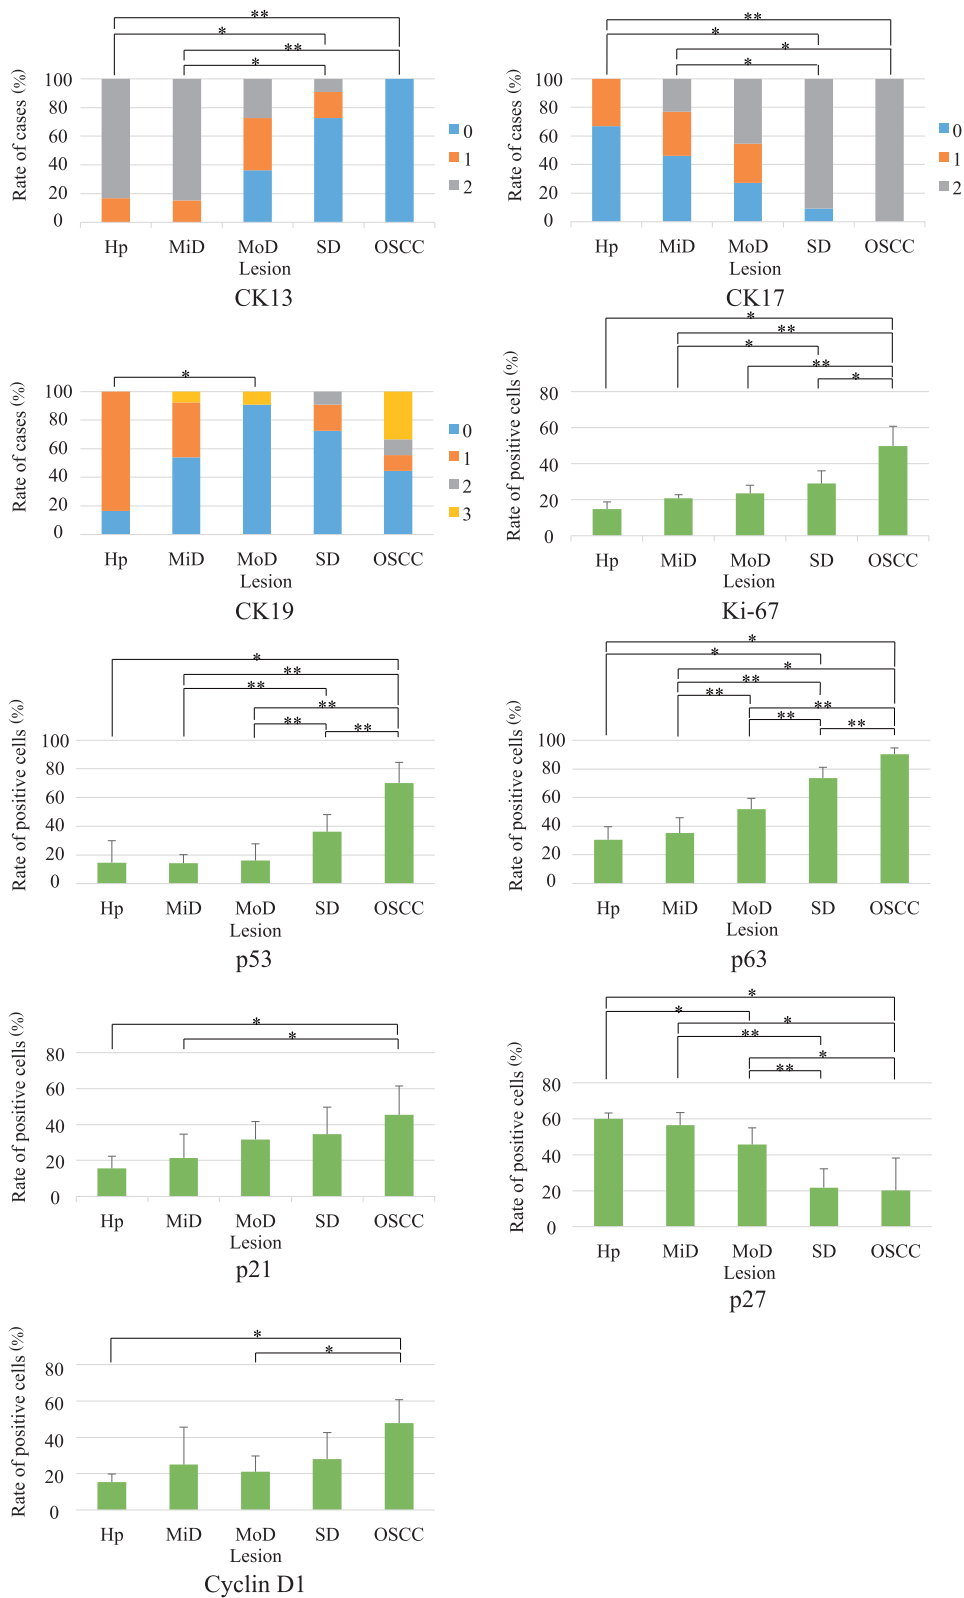 ** 
* 
** 
* 
Rate of cases (%)
100
80
60
40
20
0
0
1
2
Hp MiD MoD SD OSCC
Lesion
CK13
**
*
*
*
Rate of cases (%)
100
80
60
40
20
0
0
1
2
Hp MiD MoD SD OSCC
Lesion
CK17
*
Rate of cases (%)
100
80
60
40
20
0
0
1
2
3
Hp MiD MoD SD OSCC
Lesion
CK19
*
**
*
**
*
Rate of positive cells (%)
80
60
40
20
0
Hp MiD MoD SD OSCC
Lesion
Ki-67
*
**
**
**
**
**
Rate of positive cells (%)
100
80
60
40
20
0
Hp MiD MoD SD OSCC
Lesion
p53
*
*
*
**
**
**
**
**
Rate of positive cells (%)
100
80
60
40
20
0
Hp MiD MoD SD OSCC
Lesion
p63
*
*
Rate of positive cells (%)
80
60
40
20
0
Hp MiD MoD SD OSCC
Lesion
p21
*
*
*
**
*
**
Rate of positive cells (%)
80
60
40
20
0
Hp MiD MoD SD OSCC
Lesion
p27
*
*
Rate of positive cells (%)
80
60
40
20
0
Hp MiD MoD SD OSCC
Lesion
Cyclin D1